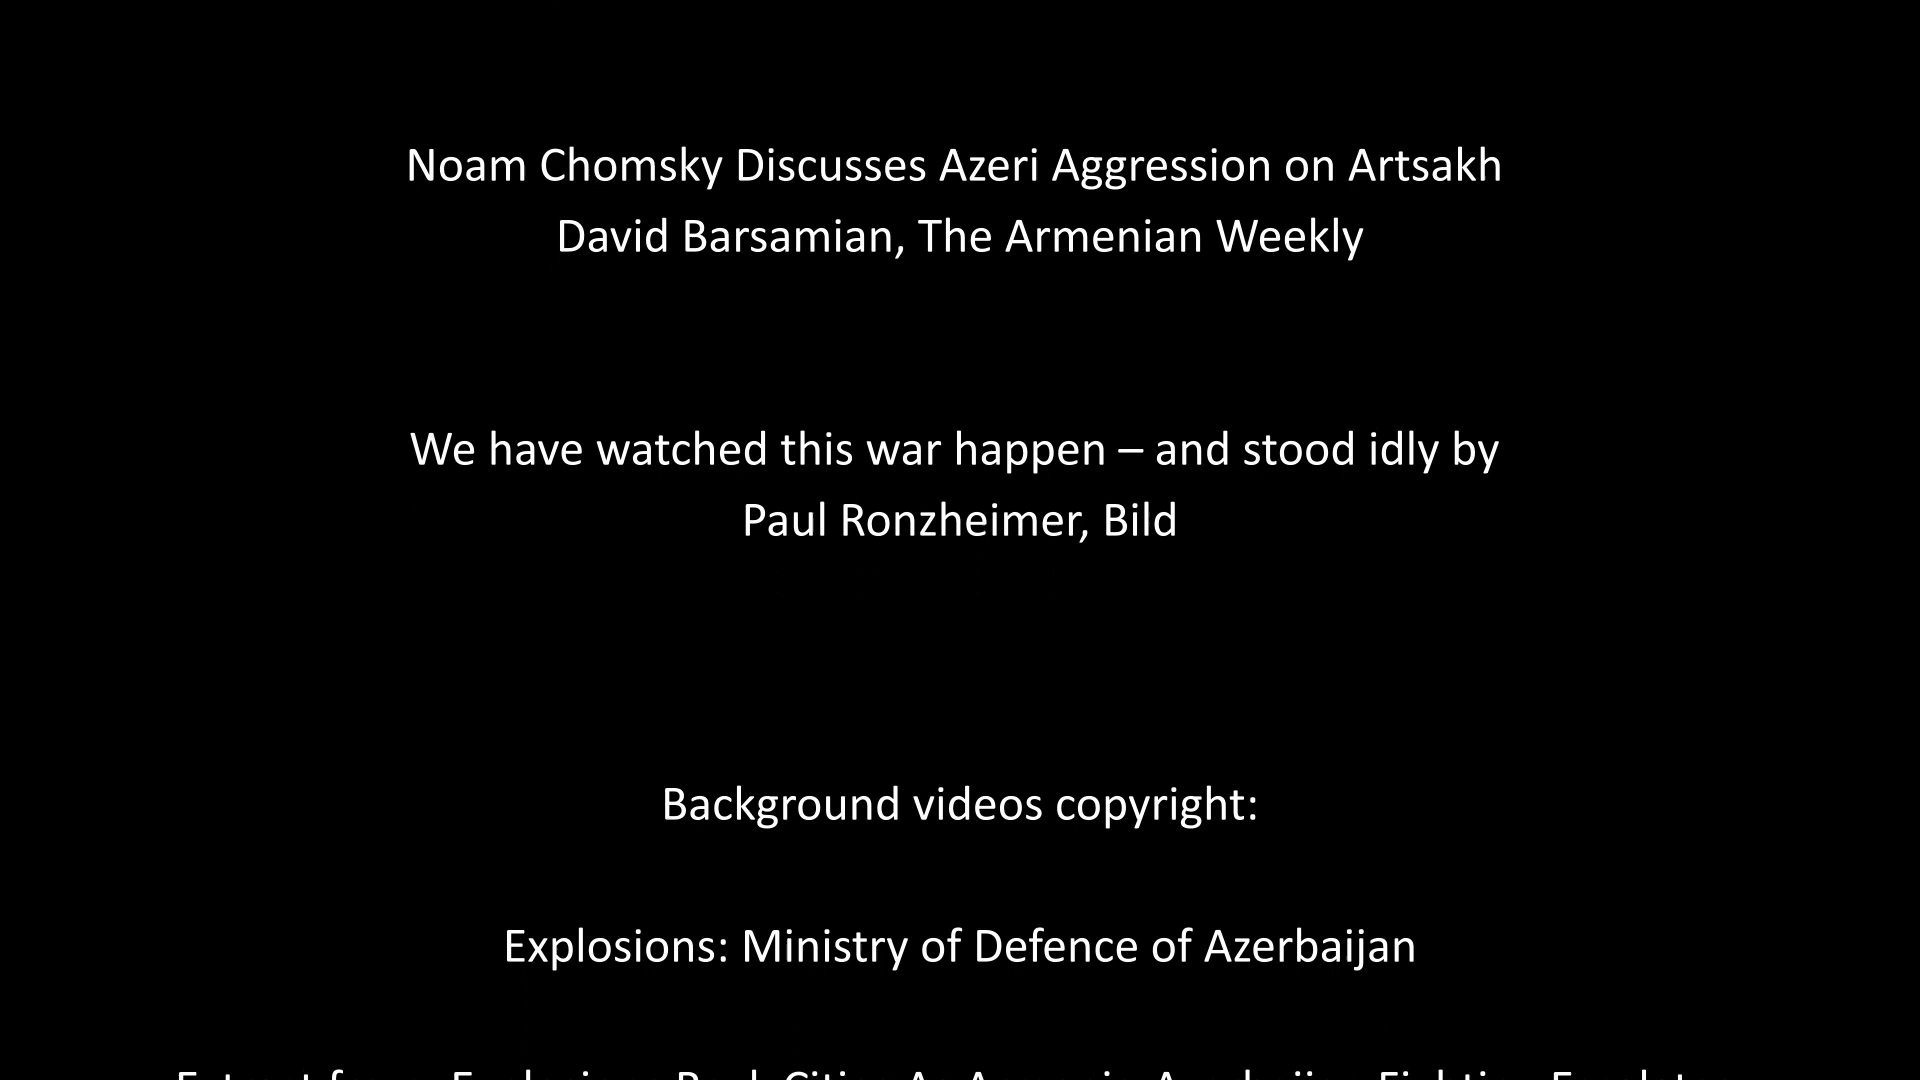 Noam Chomsky Discusses Azeri Aggression on Artsakh
David Barsamian, The Armenian Weekly
We have watched this war happen – and stood idly by
Paul Ronzheimer, Bild
Background videos copyright:
Explosions: Ministry of Defence of Azerbaijan